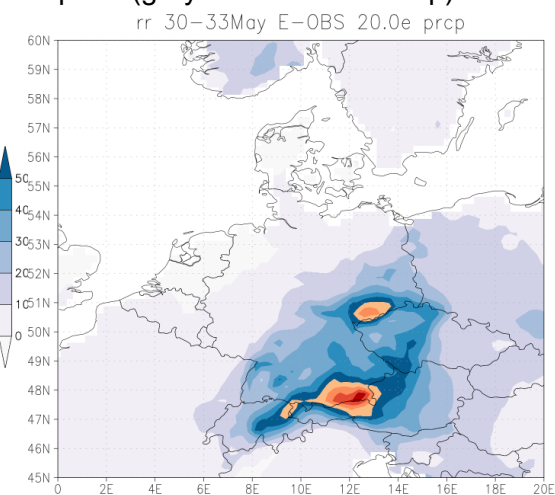 rr 30-33May E-OBS 20.0e prcp
60N
59N
58N
57N
56N
55N
54N
53N
52N
51N
50N
49N
48N
47N
46N
45N
50
40
30
20
10
0
0 2E 4E 6E 8E 10E 12E 14E 16E 18E 20E